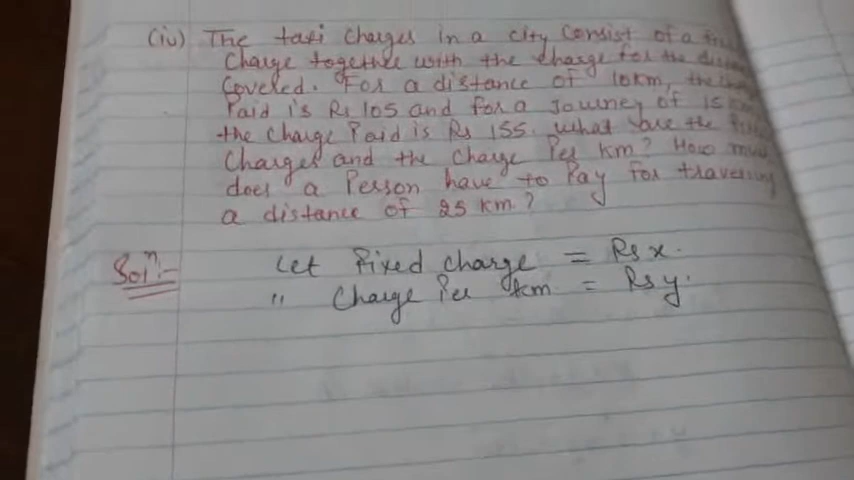 (iv) The taxi charges in a city consist of a
Charge together with the charge for the
Covered. For a distance of 10km, the
Paid is Rs 105 and for a Journey of 15
the Charge Paid is Rs 155. What are the
Charges and the Charge Per km? How
does a Person have to Pay for
a distance of 25 km?
Solⁿ:- Let Fixed charge = Rs x.
" Charge Per km = Rs y.